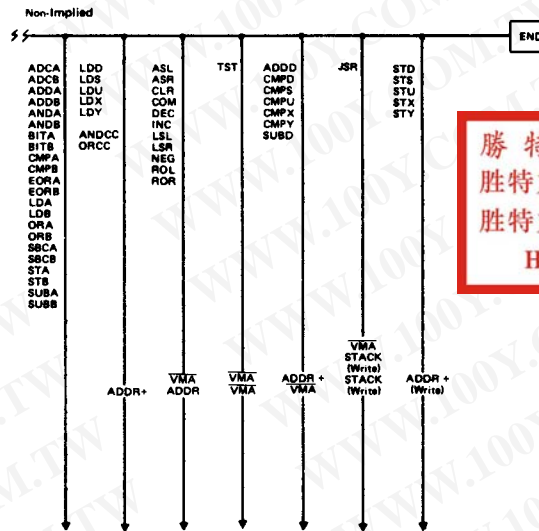 Non-Implied
END
ADCA
ADCB
ADDA
ADDB
ANDA
ANDB
BITA
BITB
CMPA
CMPB
EORA
EORB
LDA
LDB
ORA
ORB
SBCA
SBCB
STA
STB
SUBA
SUBB
LDD
LDS
LDU
LDX
LDY
ANDCC
ORCC
ADDR+
ASL
ASR
CLR
COM
DEC
INC
LSL
LSR
NEG
ROL
ROR
VMA
ADDR
TST
VMA
VMA
ADDD
CMPD
CMPS
CMPU
CMPX
CMPY
SUBD
ADDR +
VMA
JSR
VMA
STACK
(Write)
STACK
(Write)
STD
STS
STU
STX
STY
ADDR +
(Write)
勝 特
胜特
胜特
H
WWW.100Y.COM.TW